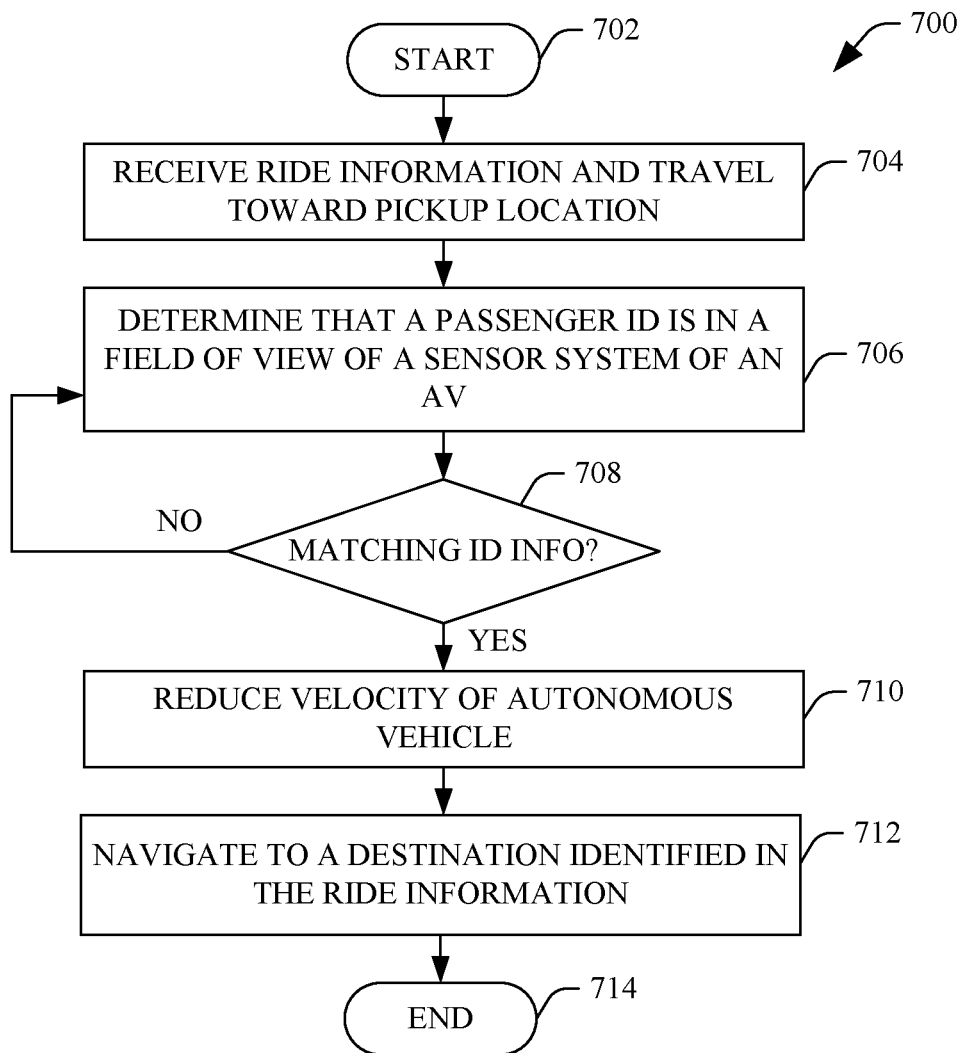 700
702
START
704
RECEIVE RIDE INFORMATION AND TRAVEL
TOWARD PICKUP LOCATION
706
DETERMINE THAT A PASSENGER ID IS IN A
FIELD OF VIEW OF A SENSOR SYSTEM OF AN
AV
708
NO
MATCHING ID INFO?
YES
710
REDUCE VELOCITY OF AUTONOMOUS
VEHICLE
712
NAVIGATE TO A DESTINATION IDENTIFIED IN
THE RIDE INFORMATION
714
END